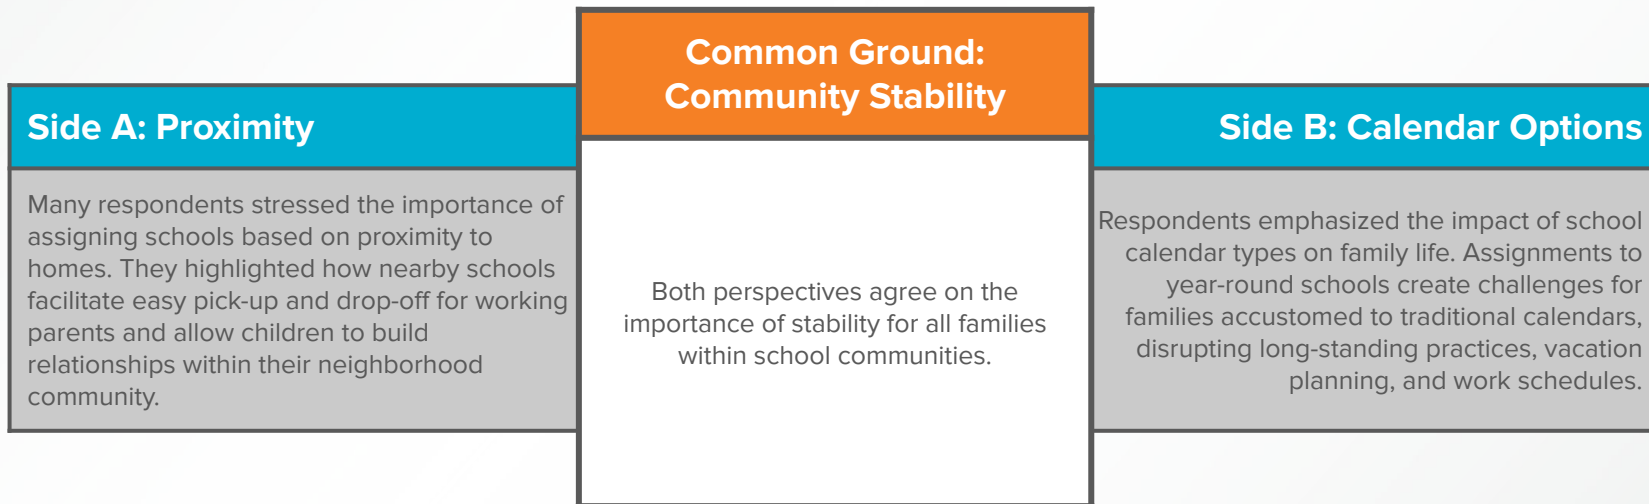 Common Ground:
Community Stability
Side A: Proximity
Many respondents stressed the importance of
assigning schools based on proximity to
homes. They highlighted how nearby schools
facilitate easy pick-up and drop-off for working
parents and allow children to build
relationships within their neighborhood
community.
Both perspectives agree on the
importance of stability for all families
within school communities.
Side B: Calendar Options
Respondents emphasized the impact of school
calendar types on family life. Assignments to
year-round schools create challenges for
families accustomed to traditional calendars,
disrupting long-standing practices, vacation
planning, and work schedules.